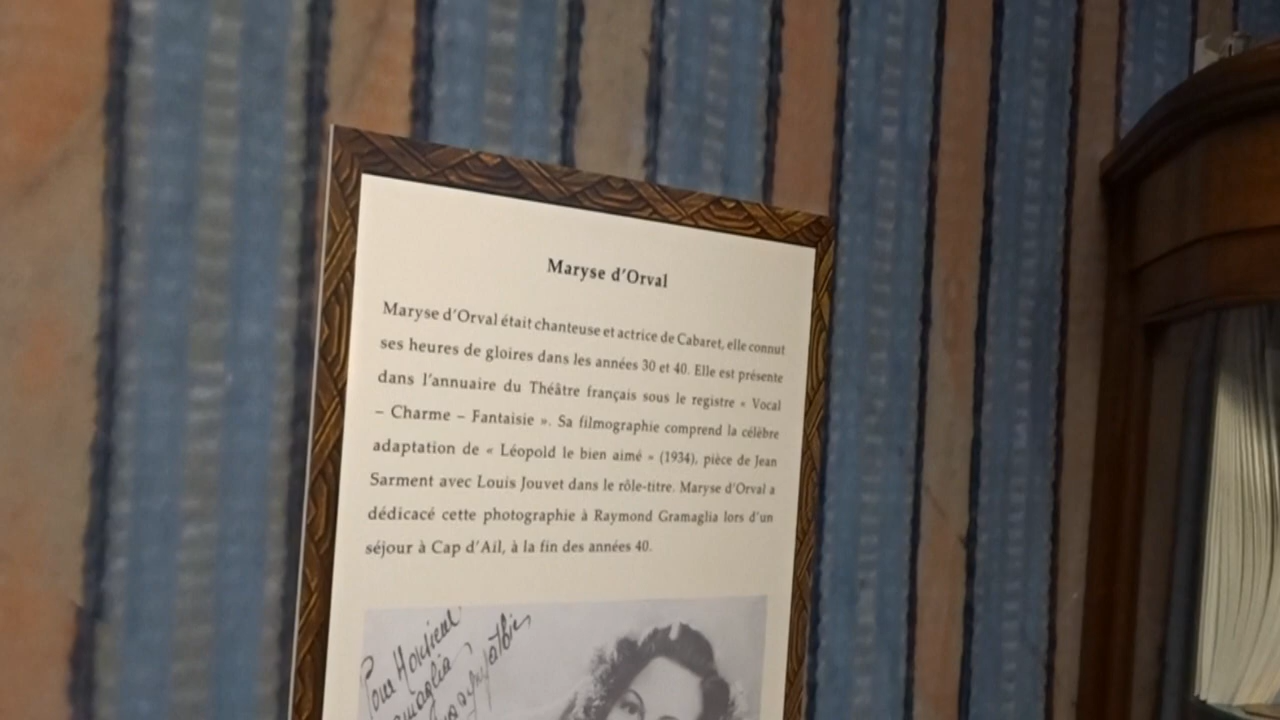 Maryse d'Orval
Maryse d'Orval était chanteuse et actrice de Cabaret, elle connut
ses heures de gloires dans les années 30 et 40. Elle est présente
dans l'annuaire du Théâtre français sous le registre « Vocal
– Charme – Fantaisie ». Sa filmographie comprend la célèbre
adaptation de « Léopold le bien aimé » (1934), pièce de Jean
Sarment avec Louis Jouvet dans le rôle-titre. Maryse d'Orval a
dédicacé cette photographie à Raymond Gramaglia lors d'un
séjour à Cap d'Ail, à la fin des années 40.
Pour Monsieur